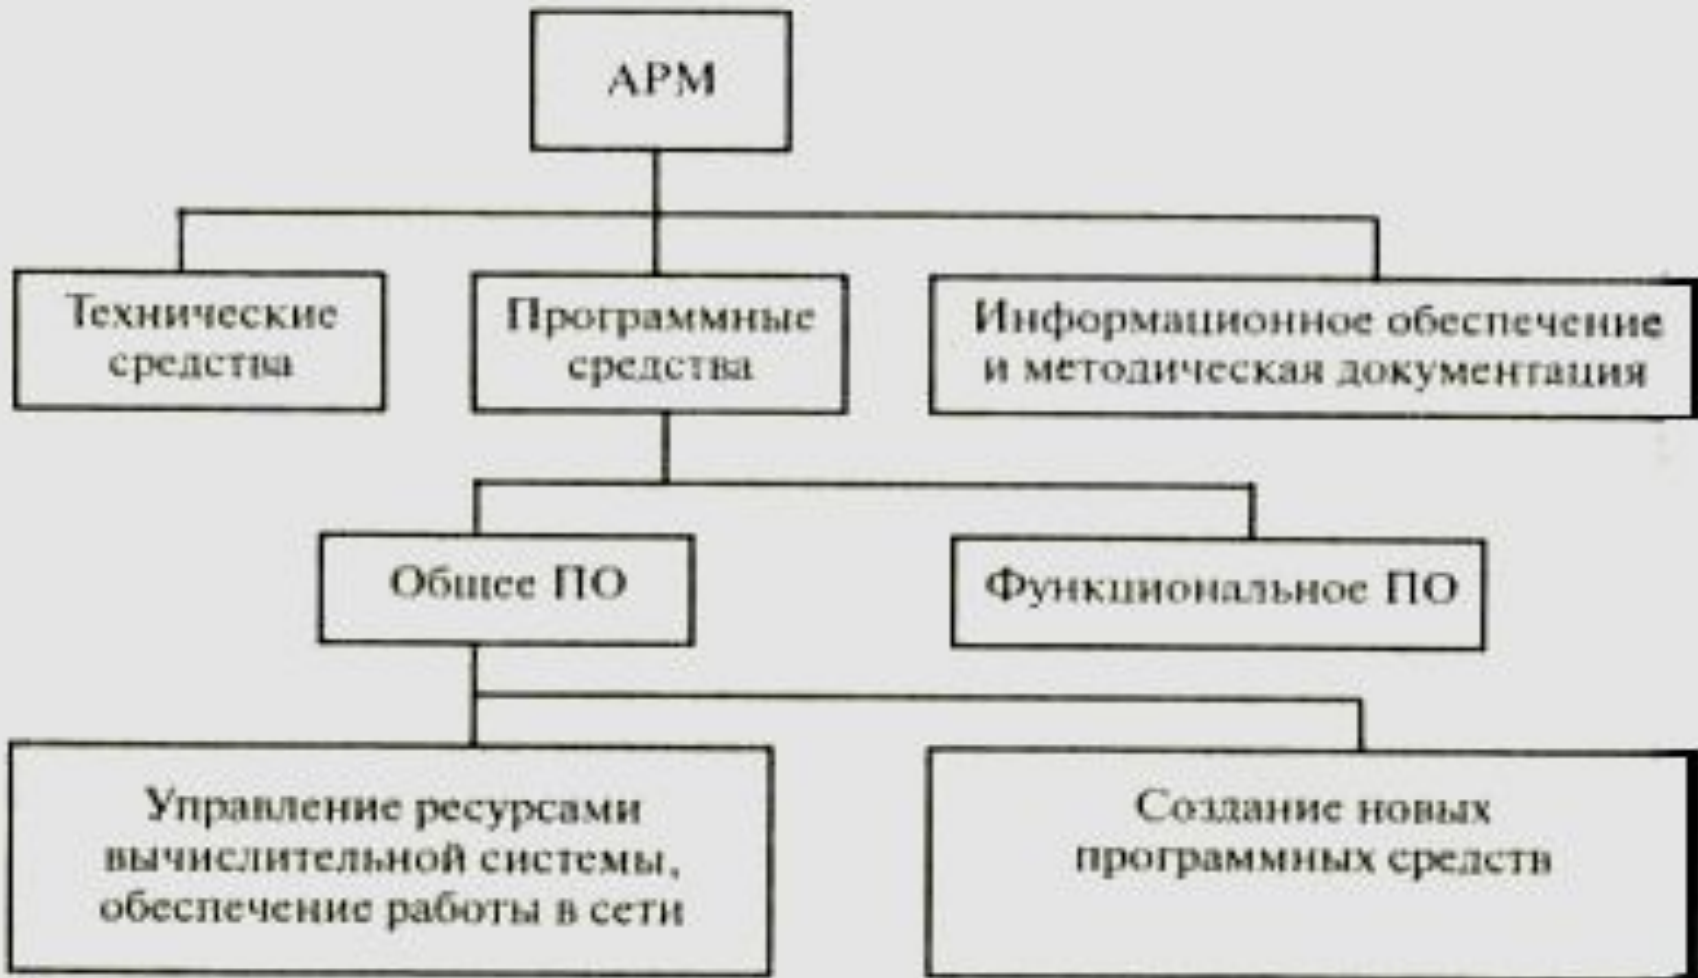 АРМ
Технические
средства
Программные
средства
Информационное обеспечение
и методическая документация
Общее ПО
Функциональное ПО
Управление ресурсами
вычислительной системы,
обеспечение работы в сети
Создание новых
программных средств